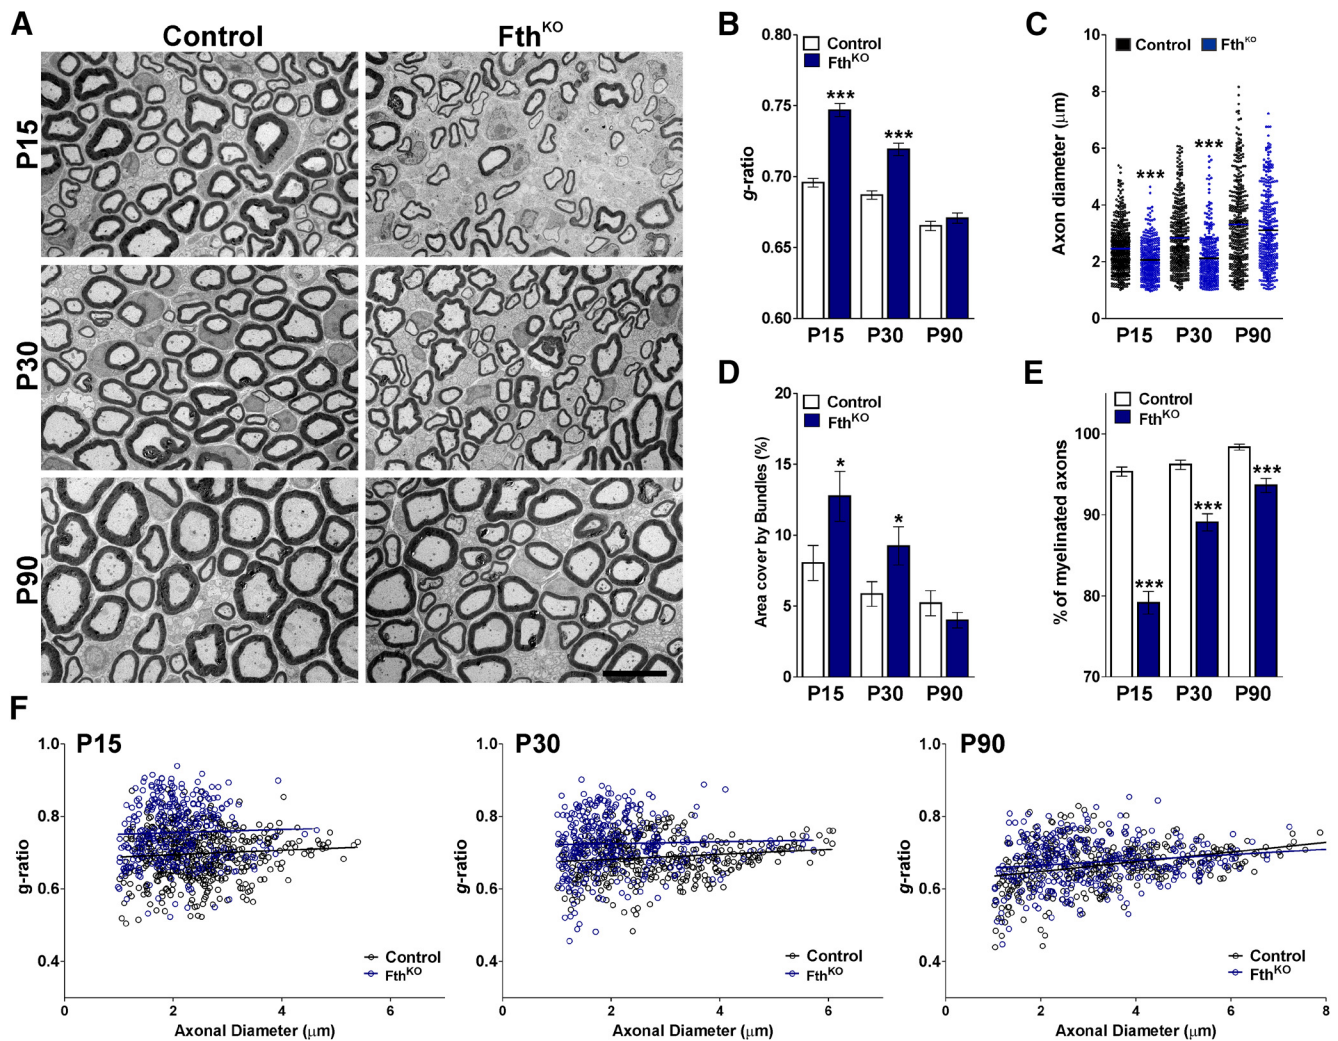 A
Control
Fth^KO
P15
P30
P90
B
0.80
0.75
0.70
0.65
0.60
g-ratio
Control
Fth^KO
***
***
P15 P30 P90
C
10
8
6
4
2
0
Axon diameter (μm)
Control Fth^KO
***
***
P15 P30 P90
D
20
15
10
5
0
Area cover by Bundles (%)
Control
Fth^KO
*
*
P15 P30 P90
E
100
90
80
70
% of myelinated axons
Control
Fth^KO
***
***
***
P15 P30 P90
F
P15
1.0
0.8
0.6
0.4
g-ratio
Control
Fth^KO
0 2 4 6
Axonal Diameter (μm)
P30
1.0
0.8
0.6
0.4
g-ratio
Control
Fth^KO
0 2 4 6
Axonal Diameter (μm)
P90
1.0
0.8
0.6
0.4
g-ratio
Control
Fth^KO
0 2 4 6 8
Axonal Diameter (μm)